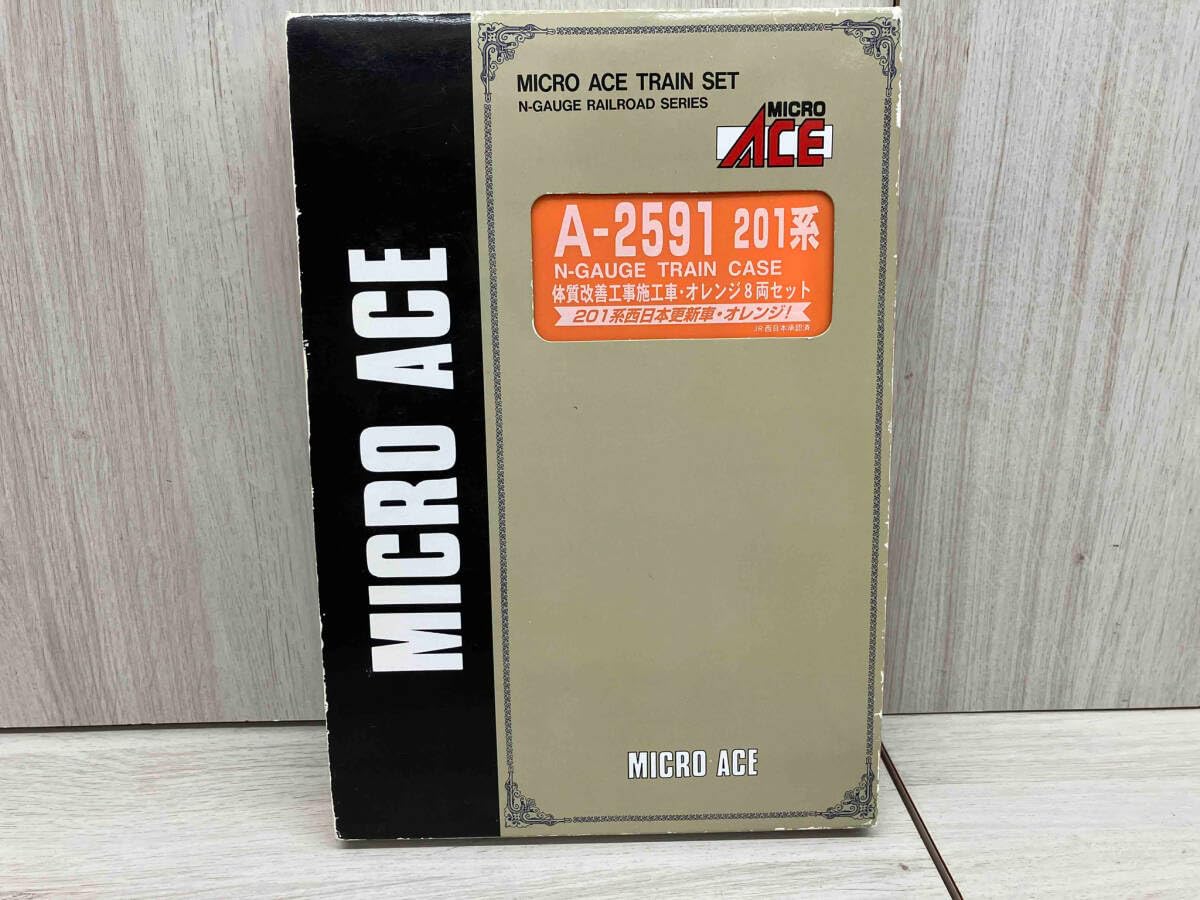 MICRO ACE
MICRO ACE TRAIN SET
N-GAUGE RAILROAD SERIES
MICRO
ACE
A-2591 201系
N-GAUGE TRAIN CASE
体質改善工事施工車・オレンジ8両セット
201系西日本更新車・オレンジ!
JR西日本承認済
MICRO ACE